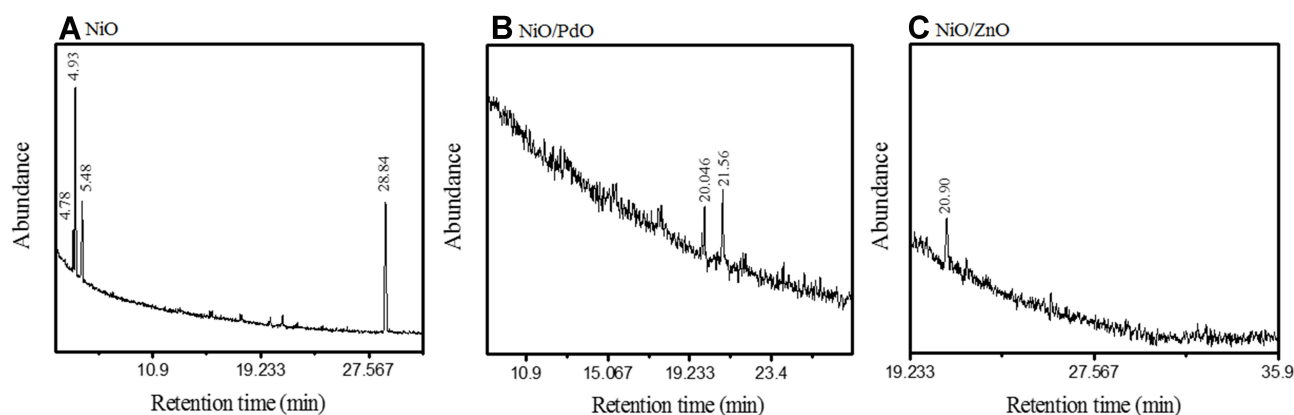 A NiO
4.78
4.93
5.48
28.84
Abundance
10.9 19.233 27.567
Retention time (min)
B NiO/PdO
20.046
21.56
Abundance
10.9 15.067 19.233 23.4
Retention time (min)
C NiO/ZnO
20.90
Abundance
19.233 27.567 35.9
Retention time (min)